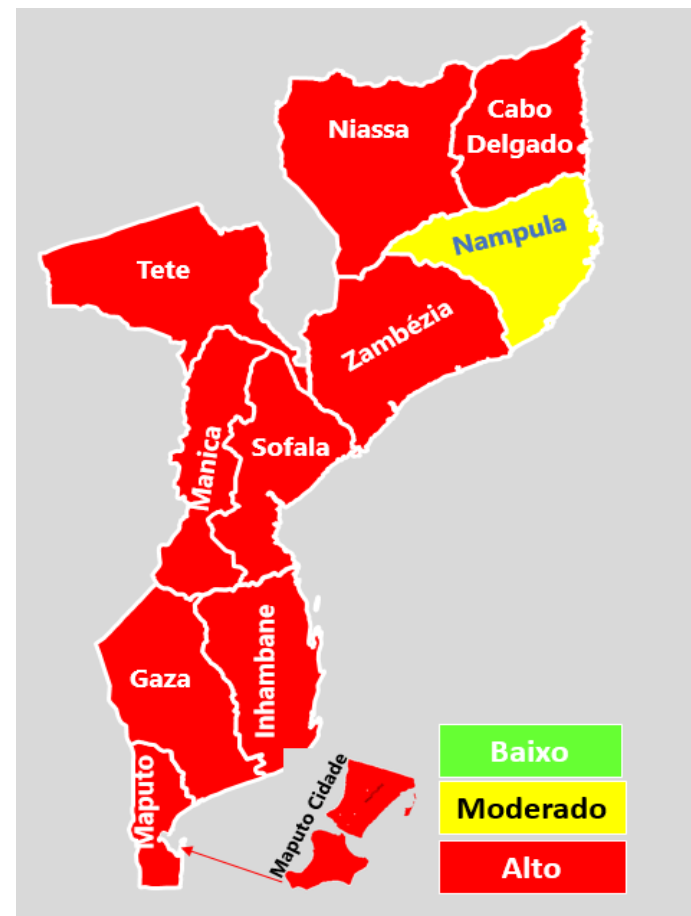 Cabo
Delgado
Niassa
Nampula
Tete
Zambézia
Sofala
Manica
Inhambane
Gaza
Maputo
Maputo Cidade
Baixo
Moderado
Alto